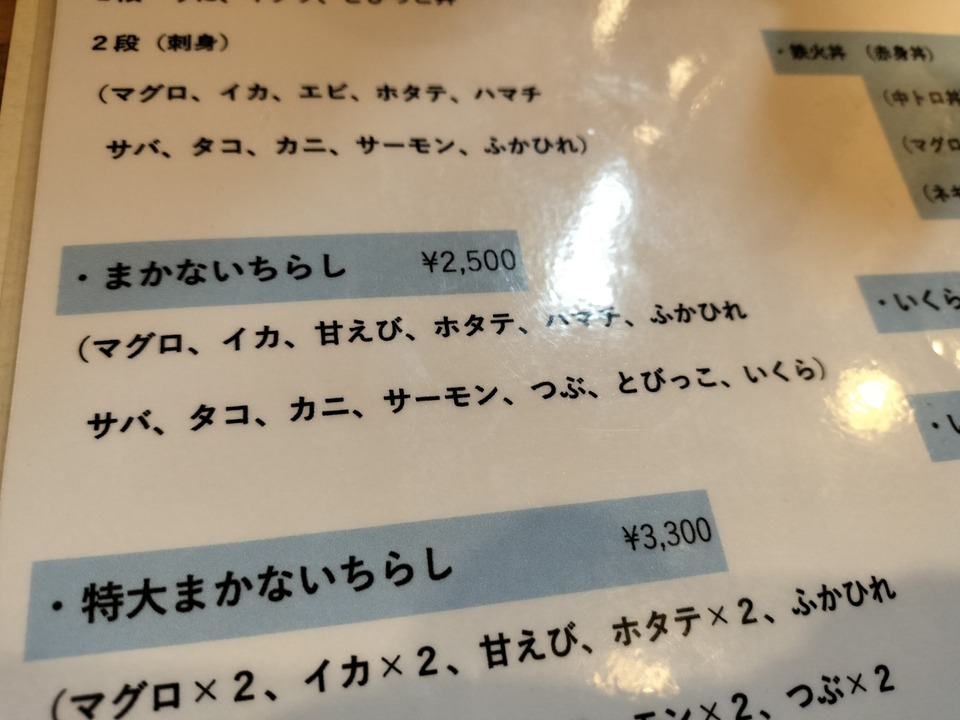 2段（刺身）
（マグロ、イカ、エビ、ホタテ、ハマチ
サバ、タコ、カニ、サーモン、ふかひれ）
・まかないちらし ¥2,500
（マグロ、イカ、甘えび、ホタテ、ハマチ、ふかひれ
サバ、タコ、カニ、サーモン、つぶ、とびっこ、いくら）
・特大まかないちらし ¥3,300
（マグロ×2、イカ×2、甘えび、ホタテ×2、ふかひれ
モン×2、つぶ×2
・鉄火丼 （赤身丼）
（中トロ丼
（マグロ
（ネギ
・いくら